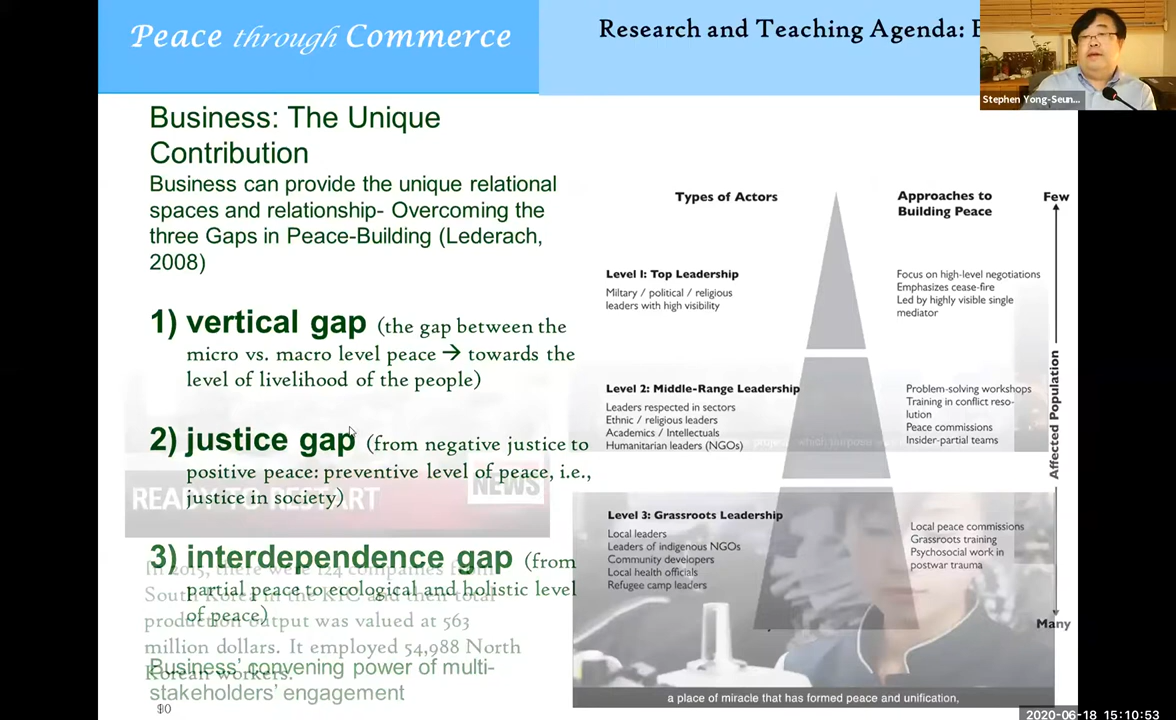 Peace through Commerce
Research and Teaching Agenda:
Stephen Yong-Seun...
Business: The Unique
Contribution
Business can provide the unique relational
spaces and relationship- Overcoming the
three Gaps in Peace-Building (Lederach,
2008)
1) vertical gap (the gap between the
micro vs. macro level peace → towards the
level of livelihood of the people)
2) justice gap (from negative justice to
positive peace: preventive level of peace, i.e.,
justice in society)
READY TO RESTART
NEWS
3) interdependence gap (from
partial peace to ecological and holistic level
of peace)
In 2015, there were 124 companies from
South Korea in the KIC and then total
production output was valued at 563
million dollars. It employed 54,988 North
Korean workers.
Business' convening power of multi-
stakeholders' engagement
Types of Actors
Approaches to
Building Peace
Few
Level 1: Top Leadership
Miltary / political / religious
leaders with high visibility
Focus on high-level negotiations
Emphasizes cease-fire
Led by highly visible single
mediator
Level 2: Middle-Range Leadership
Leaders respected in sectors
Ethnic / religious leaders
Academics / Intellectuals
Humanitarian leaders (NGOs)
Problem-solving workshops
Training in conflict reso-
lution
Peace commissions
Insider-partial teams
Affected Population
Level 3: Grassroots Leadership
Local leaders
Leaders of indigenous NGOs
Community developers
Local health officials
Refugee camp leaders
Local peace commissions
Grassroots training
Psychosocial work in
postwar trauma
Many
a place of miracle that has formed peace and unification,
2020-06-18 15:10:53